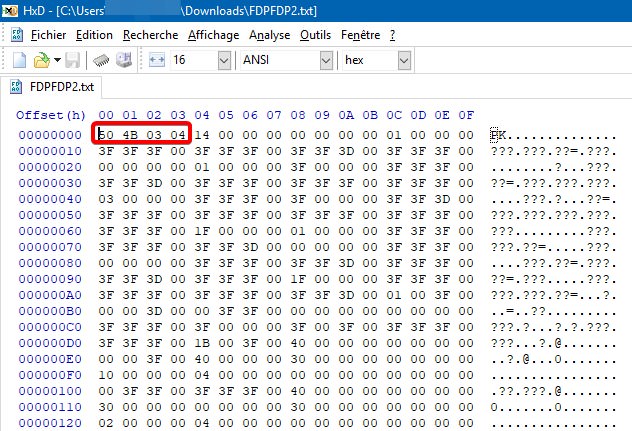 HxD - [C:\Users\ \Downloads\FDPFDP2.txt]
Fichier Edition Recherche Affichage Analyse Outils Fenêtre ?
16 ANSI hex
FDPFDP2.txt
Offset(h) 00 01 02 03 04 05 06 07 08 09 0A 0B 0C 0D 0E 0F
00000000 50 4B 03 04 14 00 00 00 00 00 00 00 01 00 00 00 PK..............
00000010 3F 3F 3F 00 3F 3F 3F 00 3F 3F 3D 00 3F 3F 3F 00 ???.???.??=.???.
00000020 00 00 00 00 01 00 00 00 3F 00 00 00 3F 3F 3F 00 ........?...???.
00000030 3F 3F 3D 00 3F 3F 3F 00 3F 3F 3F 00 3F 3F 3F 00 ??=.???.???.???.
00000040 03 00 00 00 3F 3F 3F 00 00 00 3F 00 3F 3F 3D 00 ....???...?.??=.
00000050 3F 3F 3F 00 3F 3F 3F 00 3F 3F 3F 00 3F 3F 3F 00 ???.???.???.???.
00000060 3F 3F 3F 00 1F 00 00 00 01 00 00 00 3F 3F 3F 00 ???.........???.
00000070 3F 3F 3F 00 3F 3F 3D 00 00 00 00 00 3F 3F 3F 00 ???.??=.....???.
00000080 00 00 00 00 3F 3F 3D 00 3F 3F 3F 00 3F 3F 3F 00 ....??=.???.???.
00000090 3F 3F 3D 00 3F 3F 3F 00 1F 00 00 00 3F 3F 3F 00 ??=.???.....???.
000000A0 3F 3F 3F 00 3F 3F 3F 00 3F 3F 3D 00 01 00 3F 00 ???.???.??=...?.
000000B0 00 00 3D 00 00 3F 3F 00 00 00 00 00 00 00 00 00 ..=..??.........
000000C0 3F 3F 3F 00 3F 00 00 00 3F 00 3F 00 3F 3F 3F 00 ???.?...?.?.???.
000000D0 3F 3F 3F 00 1B 00 3F 00 40 00 00 00 00 00 00 00 ???...?.@.......
000000E0 00 00 3F 00 40 00 00 00 30 00 00 00 00 00 00 00 ..?.@...0.......
000000F0 10 00 00 00 04 00 00 00 00 00 00 00 00 00 00 00 ................
00000100 00 3F 3F 00 3F 3F 3F 00 40 00 00 00 00 00 00 00 .??.???.@.......
00000110 30 00 00 00 00 00 00 00 30 00 00 00 00 00 00 00 0.......0.......
00000120 02 00 00 00 04 00 00 00 00 00 00 00 00 00 00 00 ................